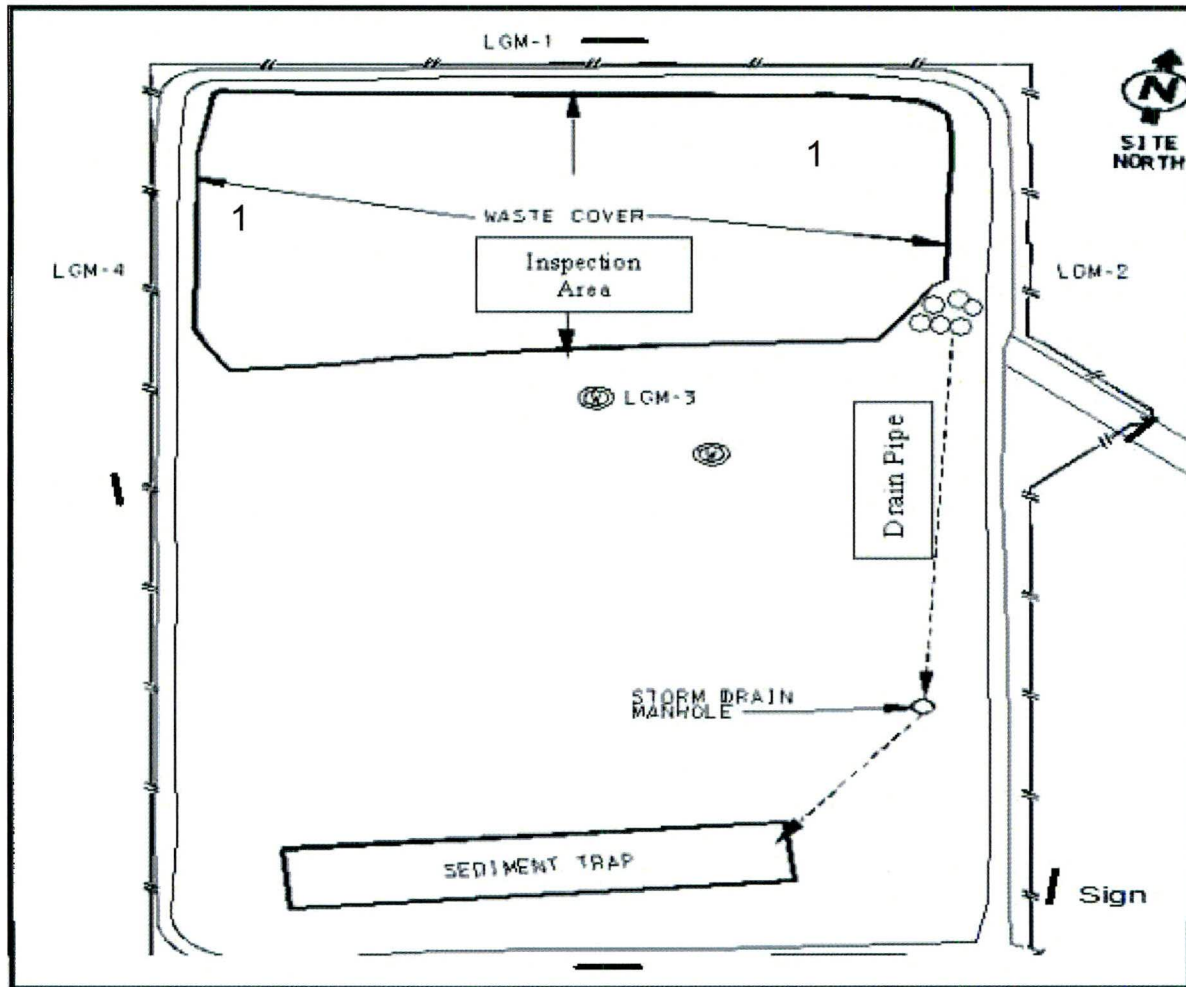 LGM-1
N
SITE
NORTH
1
1
WASTE COVER
Inspection
Area
LGM-4
LGM-2
LGM-3
Drain Pipe
STORM DRAIN
MANHOLE
SEDIMENT TRAP
Sign